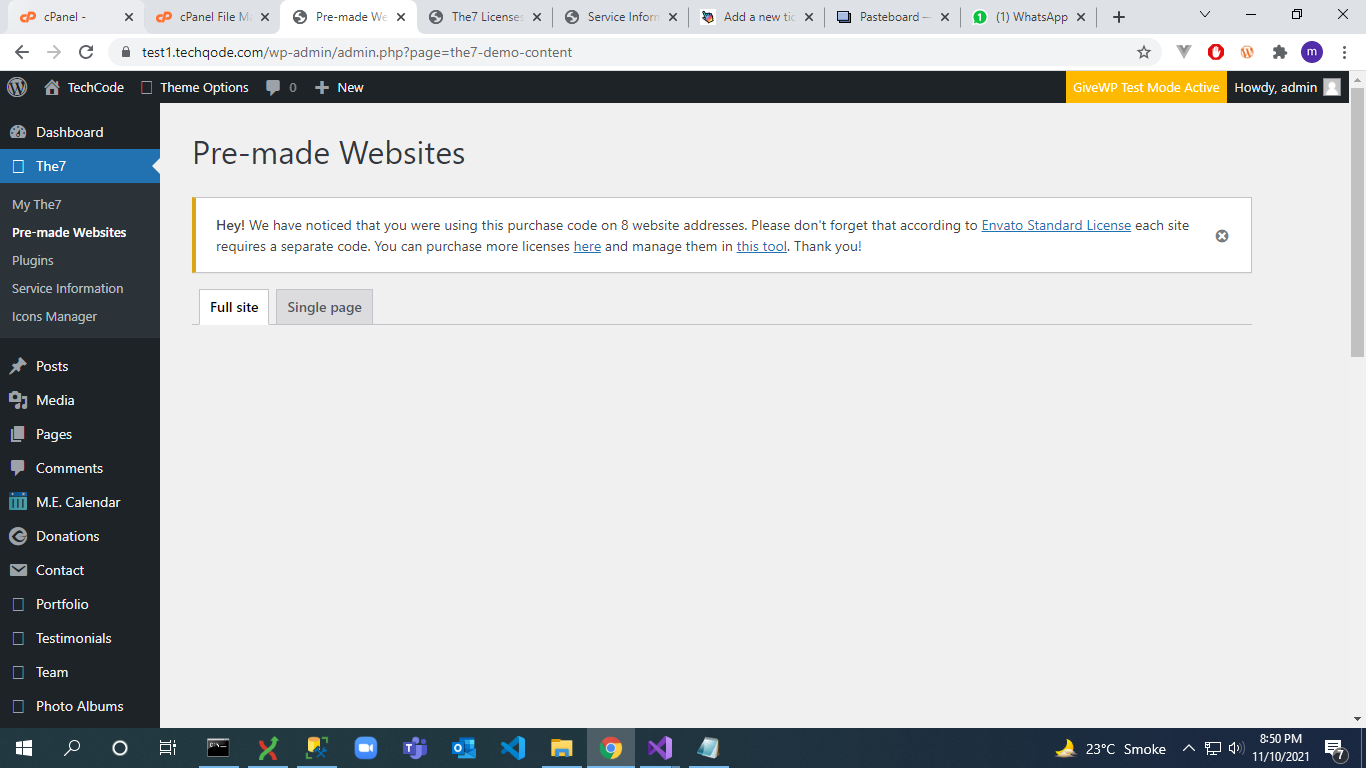 cPanel -
cPanel File Ma
Pre-made We
The7 Licenses
Service Inform
Add a new tic
Pasteboard —
(1) WhatsApp
test1.techqode.com/wp-admin/admin.php?page=the7-demo-content
m
TechCode
Theme Options
0
New
GiveWP Test Mode Active
Howdy, admin
Dashboard
The7
My The7
Pre-made Websites
Plugins
Service Information
Icons Manager
Posts
Media
Pages
Comments
M.E. Calendar
Donations
Contact
Portfolio
Testimonials
Team
Photo Albums
Pre-made Websites
Hey! We have noticed that you were using this purchase code on 8 website addresses. Please don't forget that according to Envato Standard License each site
requires a separate code. You can purchase more licenses here and manage them in this tool. Thank you!
Full site
Single page
23°C Smoke
8:50 PM
11/10/2021
7